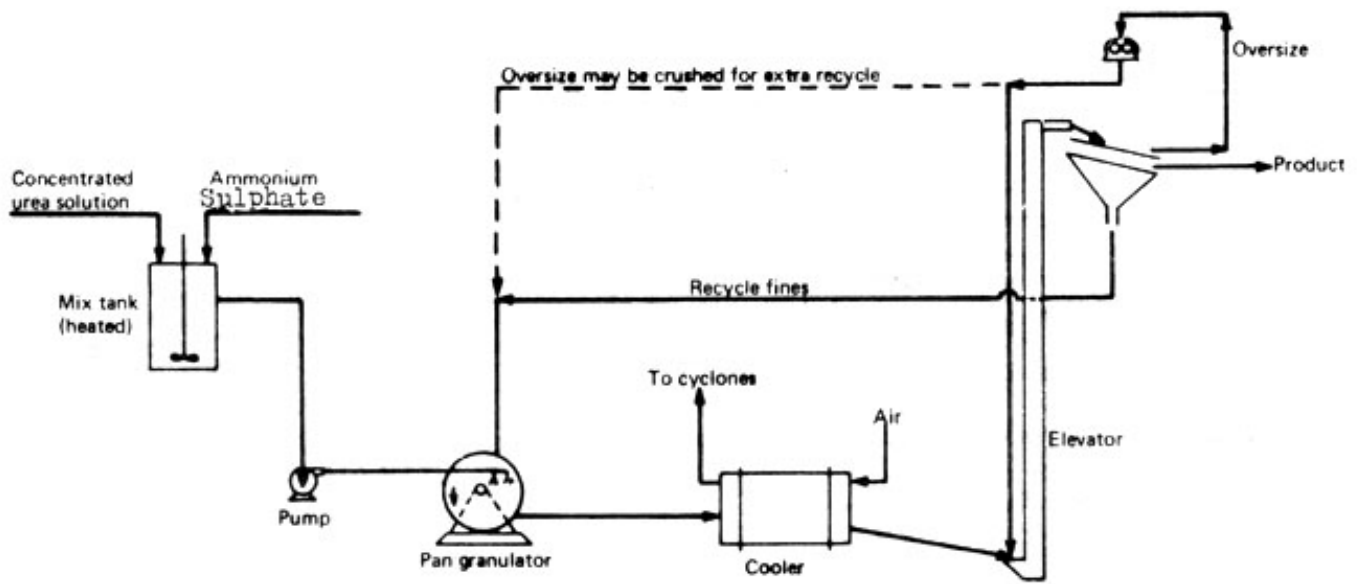 Oversize
Oversize may be crushed for extra recycle
Product
Concentrated
urea solution
Ammonium
Sulphate
Mix tank
(heated)
Recycle fines
To cyclones
Air
Elevator
Pump
Pan granulator
Cooler